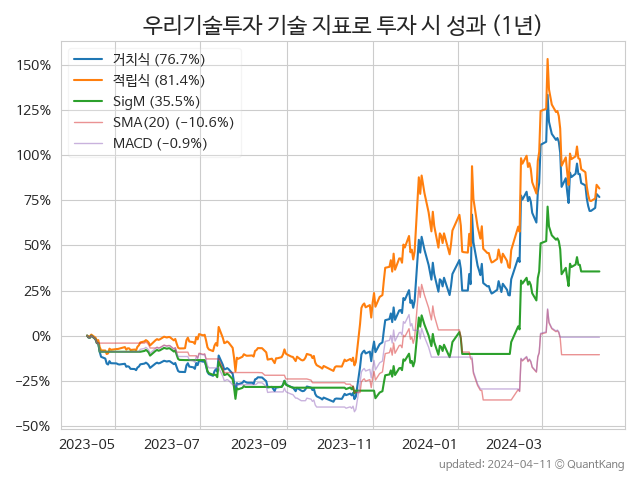 우리기술투자 기술 지표로 투자 시 성과 (1년)
거치식 (76.7%)
적립식 (81.4%)
SigM (35.5%)
SMA(20) (−10.6%)
MACD (−0.9%)
150%
125%
100%
75%
50%
25%
0%
−25%
−50%
2023-05 2023-07 2023-09 2023-11 2024-01 2024-03
updated: 2024-04-11 © QuantKang